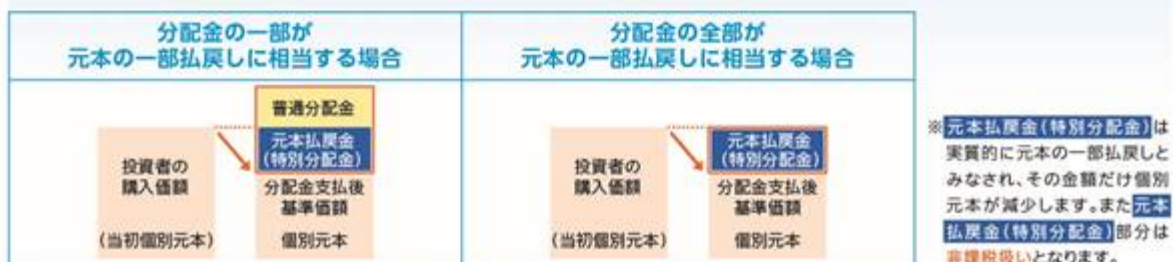 分配金の一部が
元本の一部払戻しに相当する場合
普通分配金
元本払戻金
(特別分配金)
投資者の
購入価額
(当初個別元本)
分配金支払後
基準価額
個別元本
分配金の全部が
元本の一部払戻しに相当する場合
元本払戻金
(特別分配金)
投資者の
購入価額
(当初個別元本)
分配金支払後
基準価額
個別元本
※元本払戻金(特別分配金)は
実質的に元本の一部払戻しと
みなされ、その金額だけ個別
元本が減少します。また元本
払戻金(特別分配金)部分は
非課税扱いとなります。